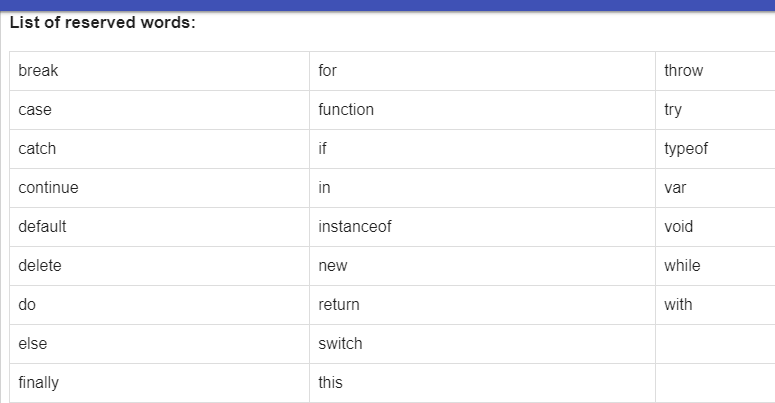 List of reserved words:
break for throw
case function try
catch if typeof
continue in var
default instanceof void
delete new while
do return with
else switch
finally this